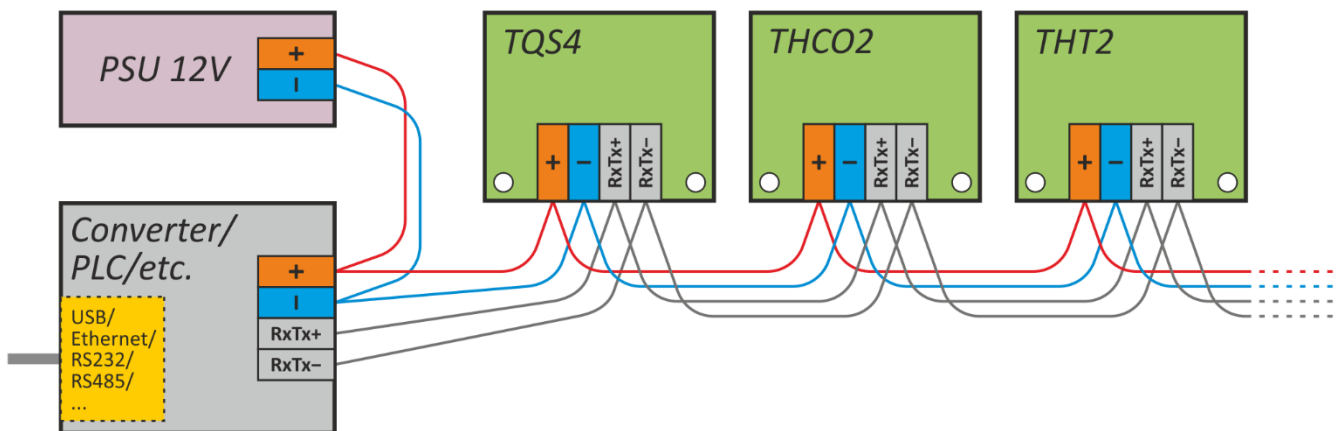 PSU 12V
+
−
TQS4
+
−
RxTx+
RxTx−
THCO2
+
−
RxTx+
RxTx−
THT2
+
−
RxTx+
RxTx−
Converter/
PLC/etc.
+
−
RxTx+
RxTx−
USB/
Ethernet/
RS232/
RS485/
...